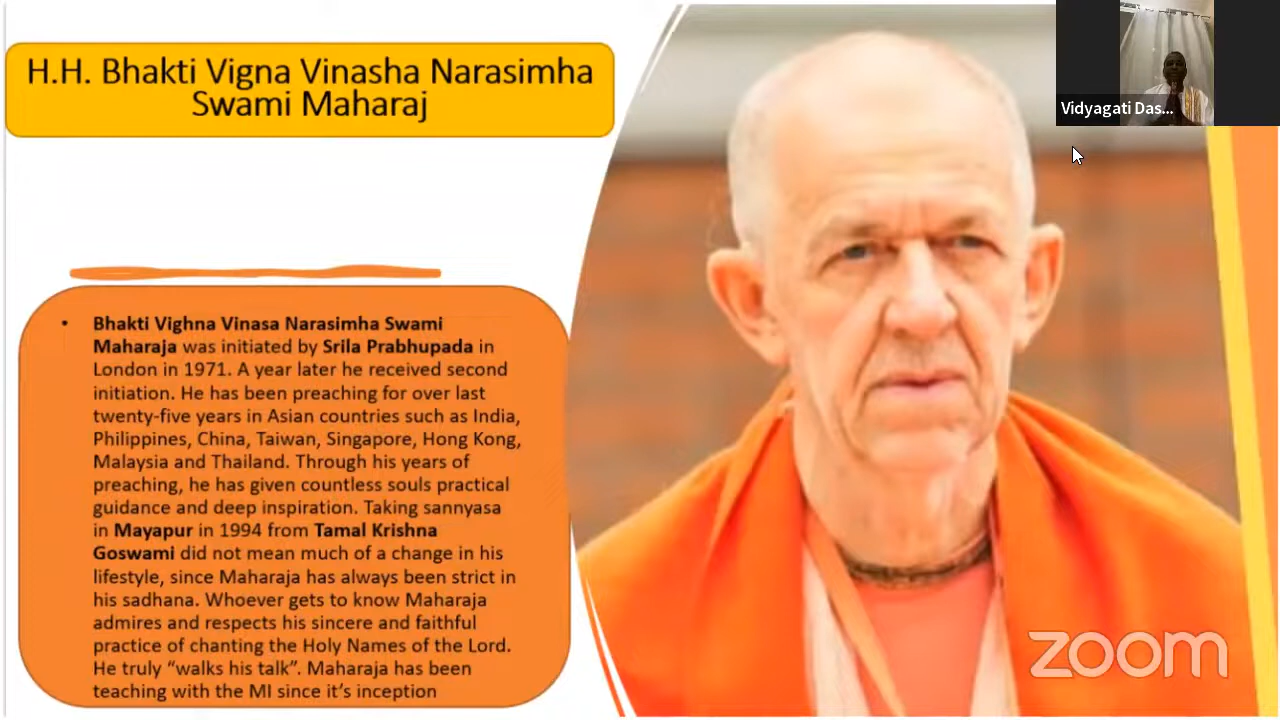 H.H. Bhakti Vigna Vinasha Narasimha
Swami Maharaj
Vidyagati Das...
• Bhakti Vighna Vinasa Narasimha Swami
Maharaja was initiated by Srila Prabhupada in
London in 1971. A year later he received second
initiation. He has been preaching for over last
twenty-five years in Asian countries such as India,
Philippines, China, Taiwan, Singapore, Hong Kong,
Malaysia and Thailand. Through his years of
preaching, he has given countless souls practical
guidance and deep inspiration. Taking sannyasa
in Mayapur in 1994 from Tamal Krishna
Goswami did not mean much of a change in his
lifestyle, since Maharaja has always been strict in
his sadhana. Whoever gets to know Maharaja
admires and respects his sincere and faithful
practice of chanting the Holy Names of the Lord.
He truly “walks his talk”. Maharaja has been
teaching with the MI since it’s inception
zoom